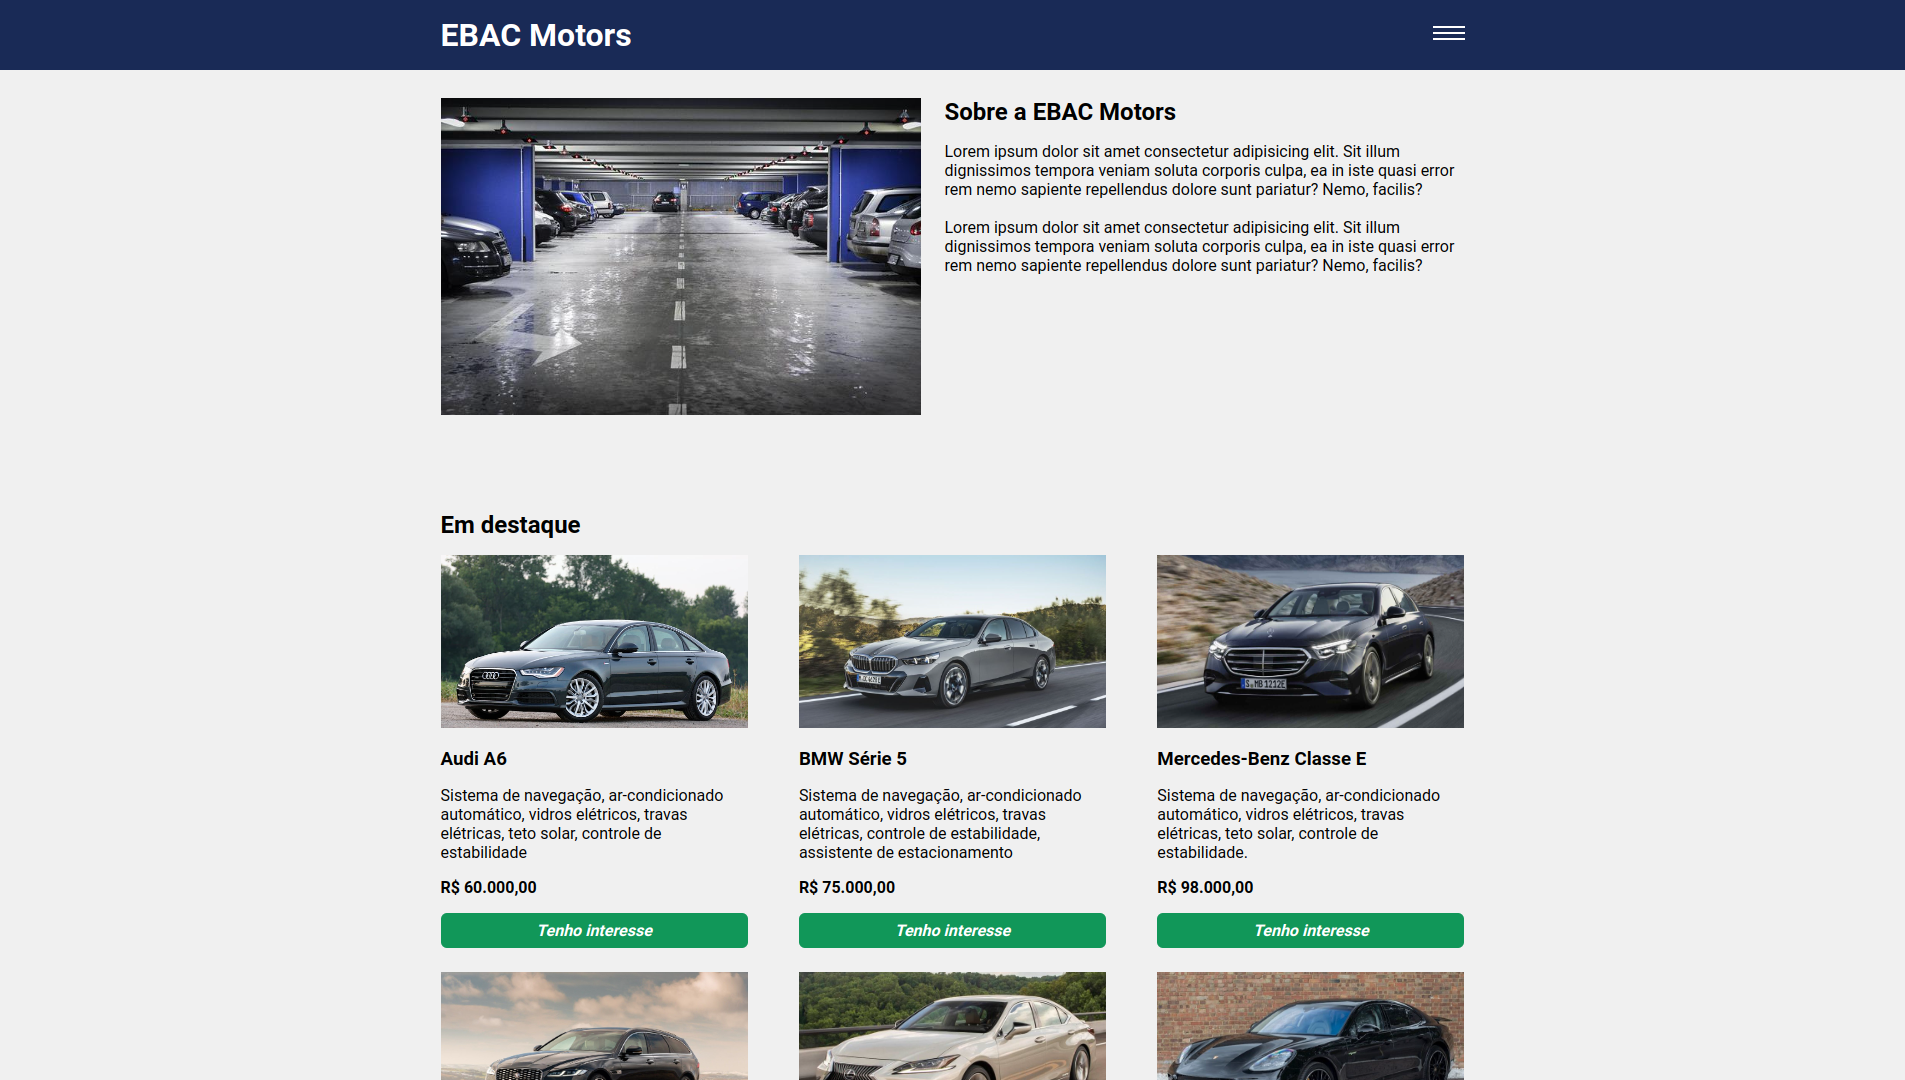 EBAC Motors
Sobre a EBAC Motors
Lorem ipsum dolor sit amet consectetur adipisicing elit. Sit illum
dignissimos tempora veniam soluta corporis culpa, ea in iste quasi error
rem nemo sapiente repellendus dolore sunt pariatur? Nemo, facilis?
Lorem ipsum dolor sit amet consectetur adipisicing elit. Sit illum
dignissimos tempora veniam soluta corporis culpa, ea in iste quasi error
rem nemo sapiente repellendus dolore sunt pariatur? Nemo, facilis?
Em destaque
S MB 1212E
Audi A6
Sistema de navegação, ar-condicionado
automático, vidros elétricos, travas
elétricas, teto solar, controle de
estabilidade
R$ 60.000,00
Tenho interesse
BMW Série 5
Sistema de navegação, ar-condicionado
automático, vidros elétricos, travas
elétricas, controle de estabilidade,
assistente de estacionamento
R$ 75.000,00
Tenho interesse
Mercedes-Benz Classe E
Sistema de navegação, ar-condicionado
automático, vidros elétricos, travas
elétricas, teto solar, controle de
estabilidade.
R$ 98.000,00
Tenho interesse